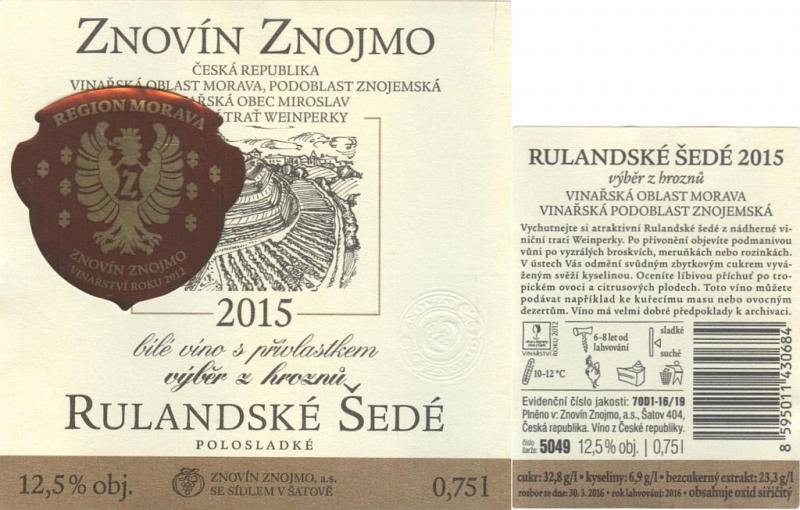 ZNOVÍN ZNOJMO
ČESKÁ REPUBLIKA
VINAŘSKÁ OBLAST MORAVA, PODOBLAST ZNOJEMSKÁ
AŘSKÁ OBEC MIROSLAV
TRAŤ WEINPERKY
REGION MORAVA
Z
ZNOVÍN ZNOJMO
VINAŘSTVÍ ROKU 2012
2015
bílé víno s přívlastkem
výběr z hroznů
RULANDSKÉ ŠEDÉ
POLOSLADKÉ
12,5% obj.
ZNOVÍN ZNOJMO, a.s.
SE SÍDLEM V ŠATOVĚ
0,75 l
RULANDSKÉ ŠEDÉ 2015
výběr z hroznů
VINAŘSKÁ OBLAST MORAVA
VINAŘSKÁ PODOBLAST ZNOJEMSKÁ
Vychutnejte si atraktivní Rulandské šedé z nádherné vi-
niční trati Weinperky. Po přivonění objevíte podmanivou
vůni po vyzrálých broskvích, meruňkách nebo rozinkách.
V ústech Vás odmění svůdným zbytkovým cukrem vyvá-
ženým svěží kyselinou. Oceníte líbivou příchuť po tro-
pickém ovoci a citrusových plodech. Toto víno můžete
podávat například ke kuřecímu masu nebo ovocným
dezertům. Víno má velmi dobré předpoklady k archivaci.
VINAŘSTVÍ
ROKU 2012
6–8 let od
lahvování
sladké
suché
10–12 °C
Evidenční číslo jakosti: 70D1-16/19
Plněno v: Znovín Znojmo, a.s., Šatov 404,
Česká republika. Víno z České republiky.
číslo
šarže: 5049 12,5% obj. | 0,75 l
8 595011 430684
cukr: 32,8 g/l • kyseliny: 6,9 g/l • bezcukerný extrakt: 23,3 g/l
rozbor ze dne: 30. 3. 2016 • rok lahvování: 2016 • obsahuje oxid siřičitý